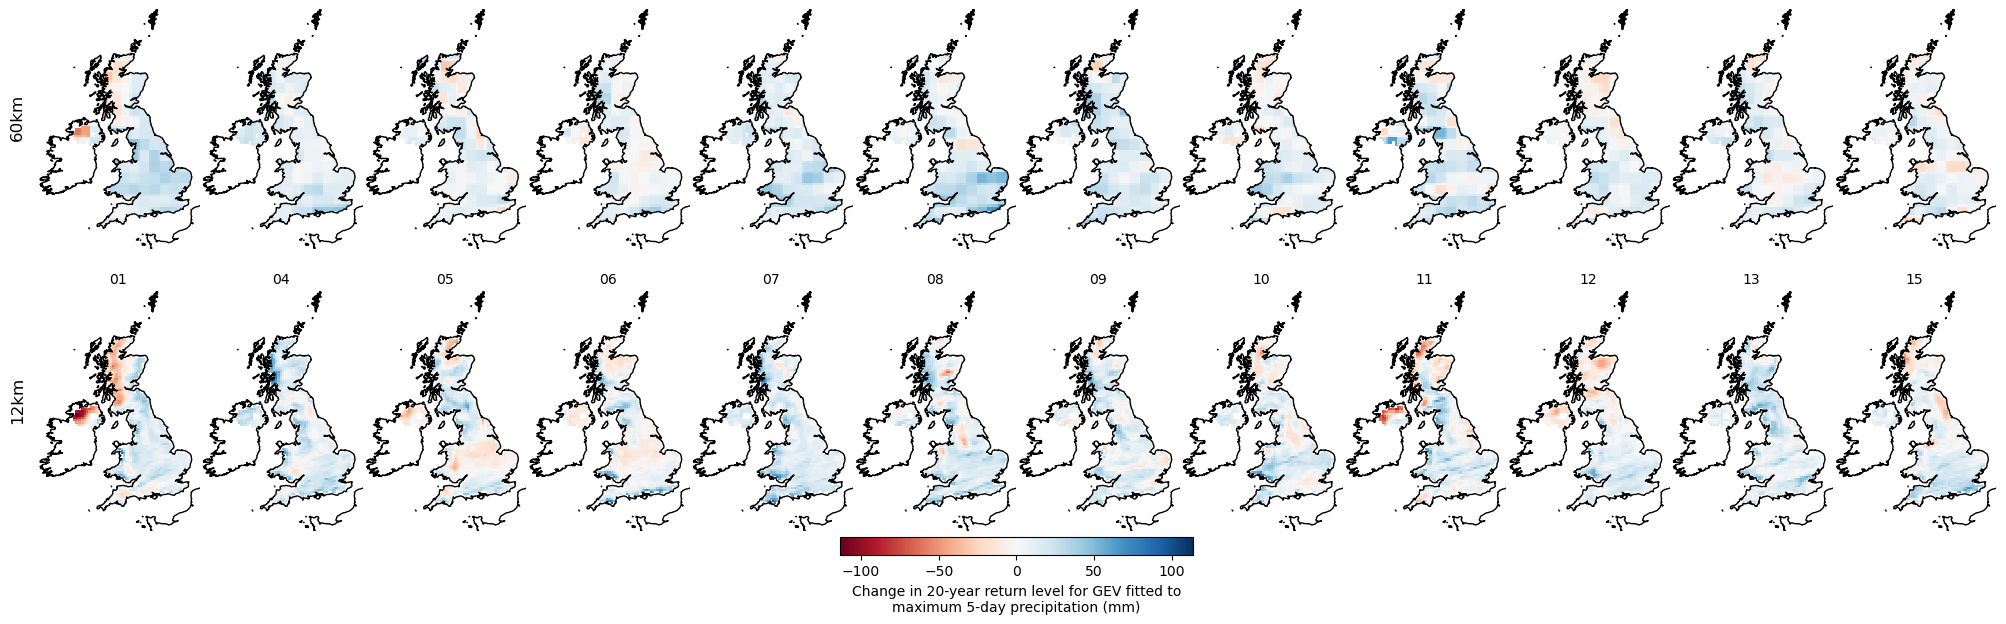 60km
01 04 05 06 07 08 09 10 11 12 13 15
12km
−100 −50 0 50 100
Change in 20-year return level for GEV fitted to
maximum 5-day precipitation (mm)